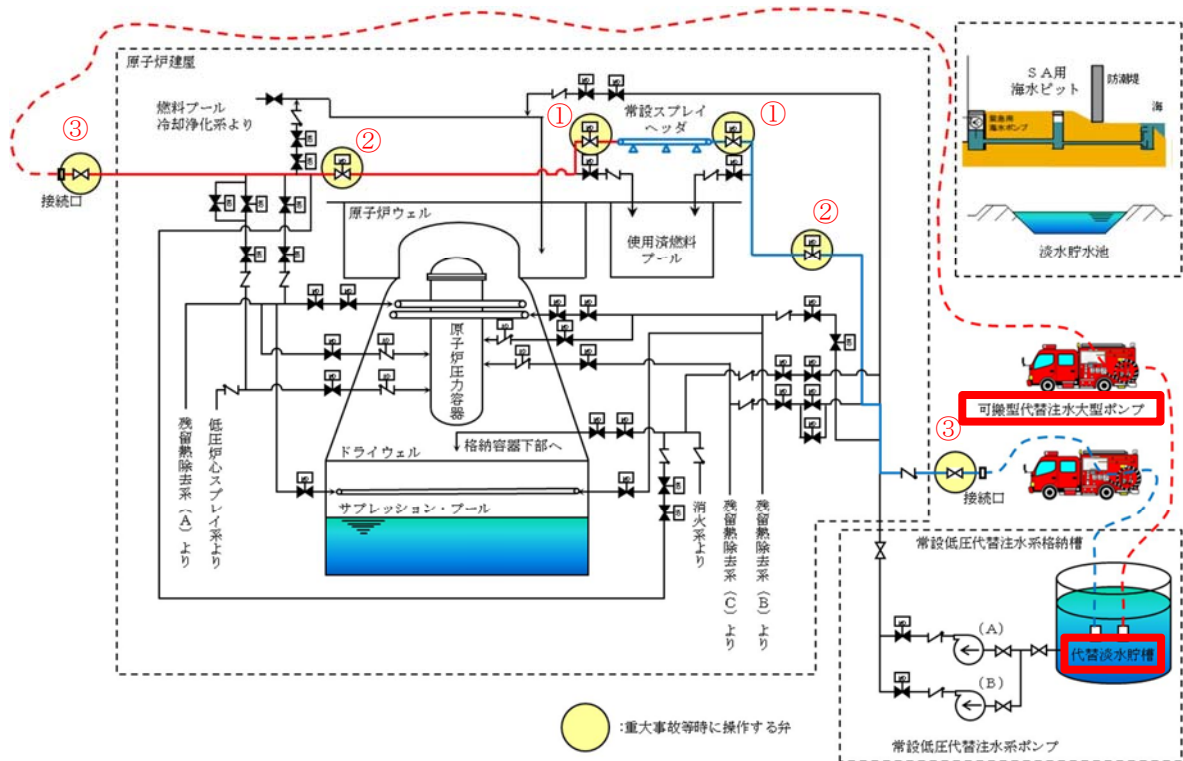 原子炉建屋
燃料プール
冷却浄化系より
③
接続口
②
①
常設スプレイ
ヘッダ
①
②
原子炉ウェル
使用済燃料
プール
原子炉圧力容器
ドライウェル
格納容器下部へ
サプレッション・プール
残留熱除去系(A)より
低圧炉心スプレイ系より
消火系より
残留熱除去系(C)より
残留熱除去系(B)より
SA用
海水ピット
防潮堤
海
緊急用
海水ポンプ
淡水貯水池
可搬型代替注水大型ポンプ
③
接続口
常設低圧代替注水系格納槽
(A)
(B)
代替淡水貯槽
常設低圧代替注水系ポンプ
:重大事故等時に操作する弁